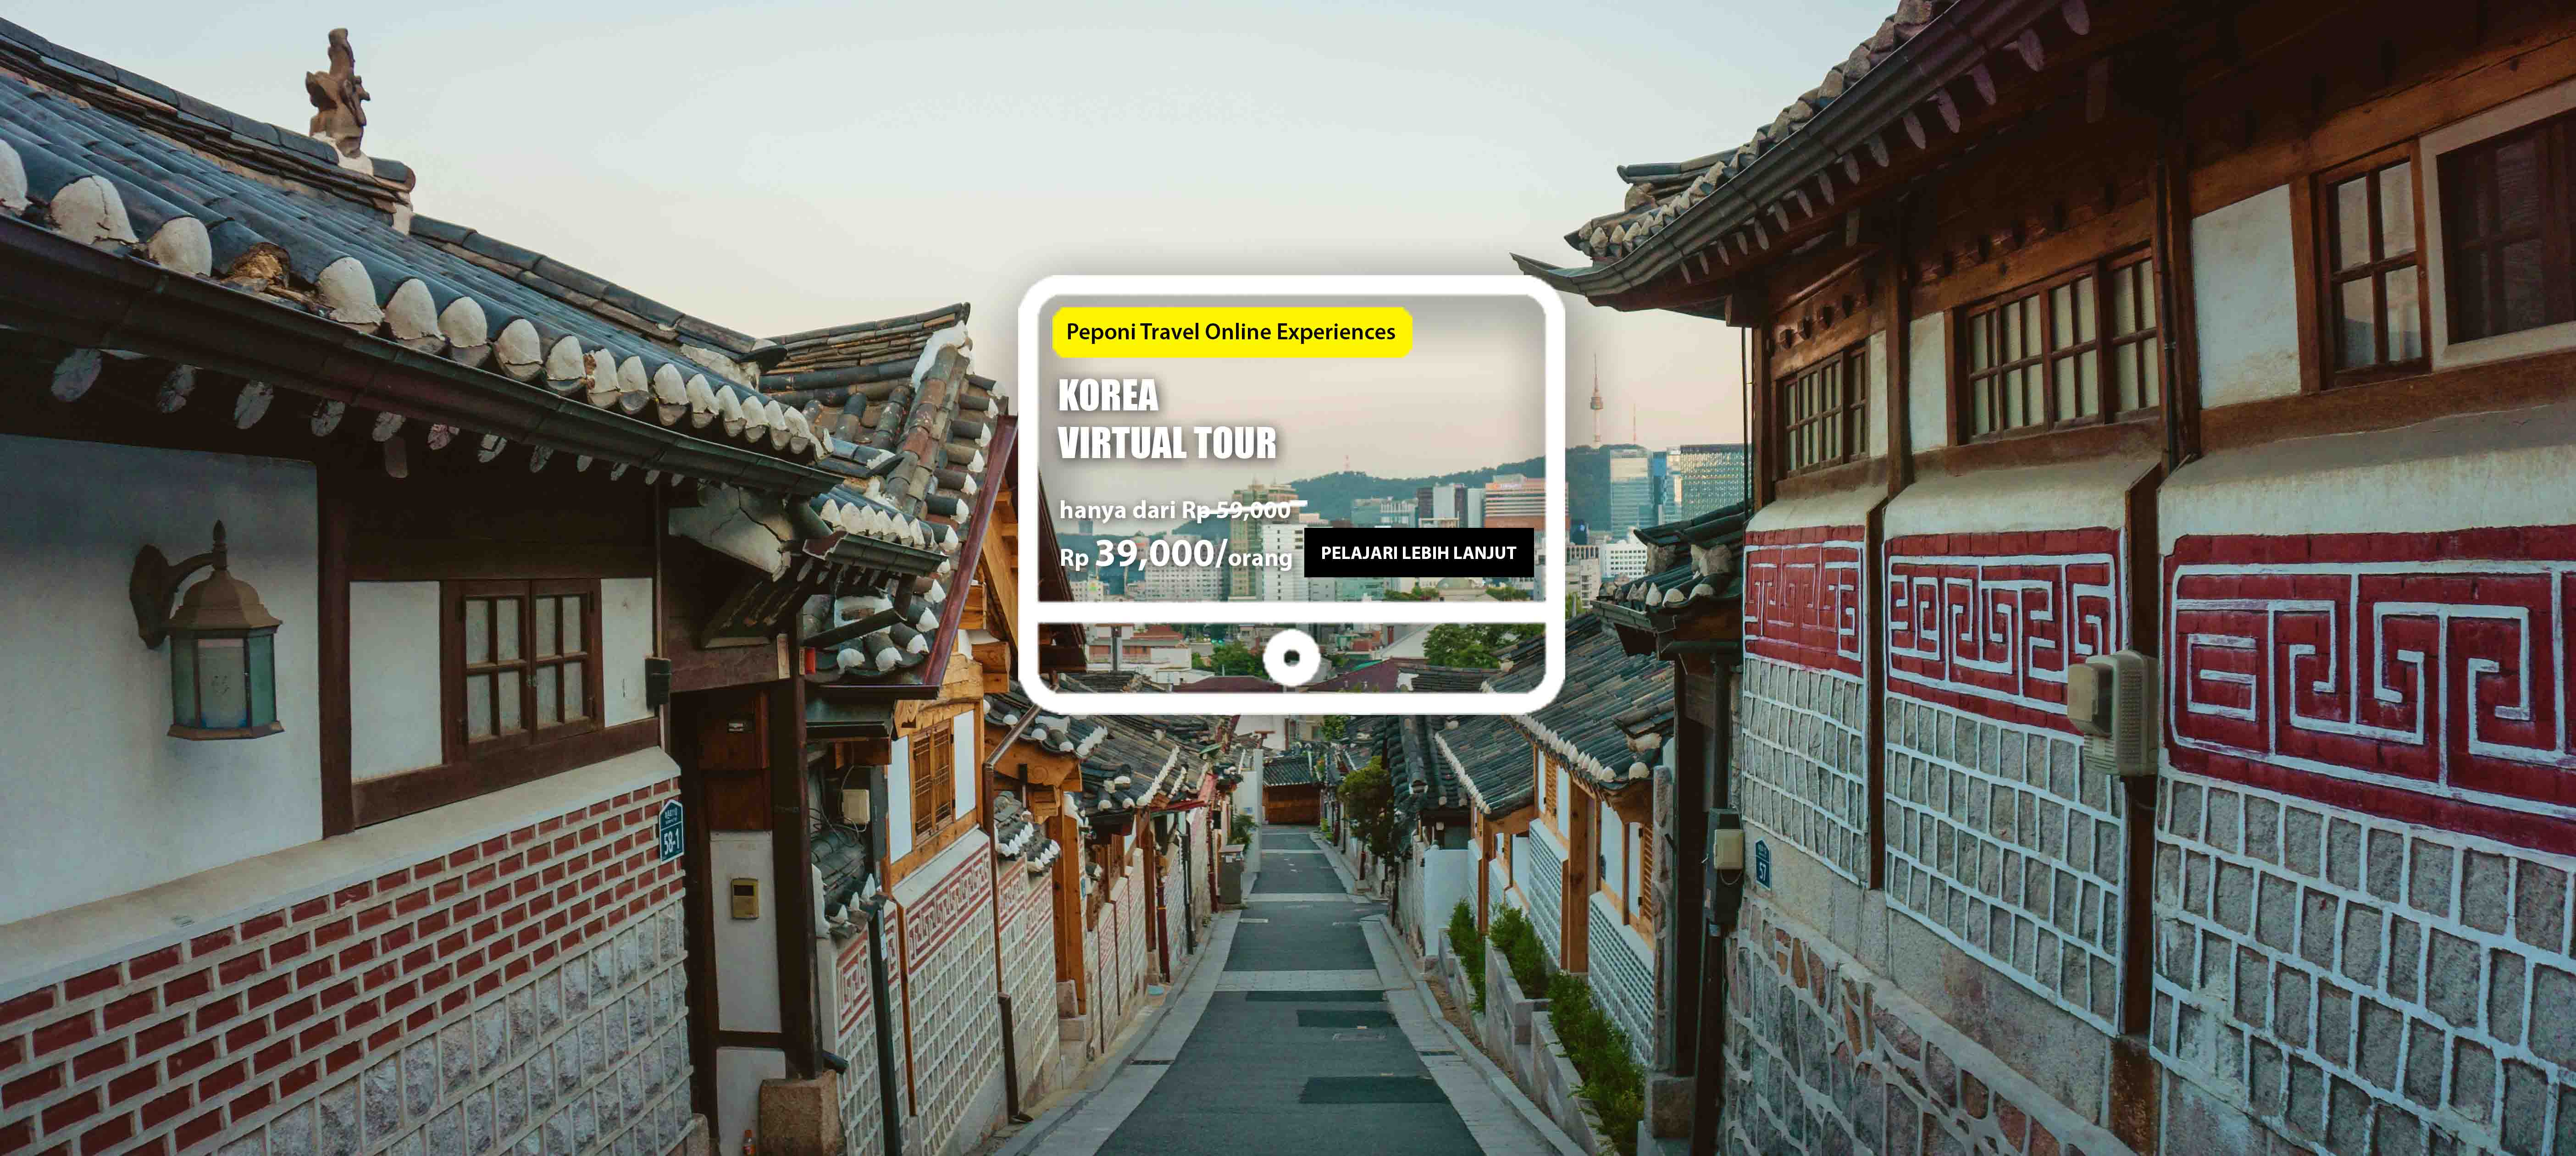 Peponi Travel Online Experiences
KOREA
VIRTUAL TOUR
hanya dari Rp 59,000
Rp 39,000/orang
PELAJARI LEBIH LANJUT
58-1
57